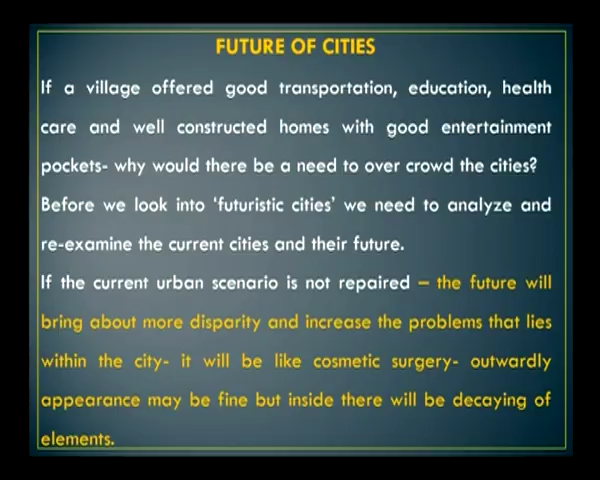 FUTURE OF CITIES
If a village offered good transportation, education, health
care and well constructed homes with good entertainment
pockets- why would there be a need to over crowd the cities?
Before we look into ‘futuristic cities’ we need to analyze and
re-examine the current cities and their future.
If the current urban scenario is not repaired – the future will
bring about more disparity and increase the problems that lies
within the city- it will be like cosmetic surgery- outwardly
appearance may be fine but inside there will be decaying of
elements.